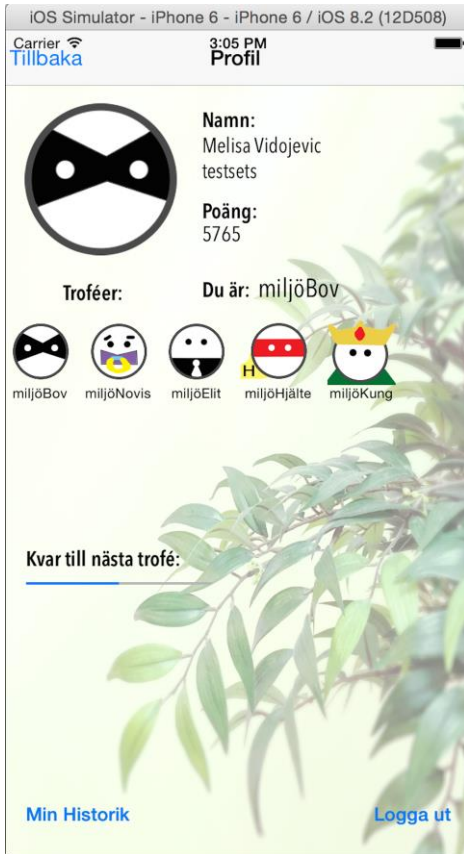 iOS Simulator - iPhone 6 - iPhone 6 / iOS 8.2 (12D508)
Carrier 3:05 PM
Tillbaka Profil
Namn:
Melisa Vidojevic
testsets
Poäng:
5765
Troféer:
Du är: miljöBov
H
miljöBov miljöNovis miljöElit miljöHjälte miljöKung
Kvar till nästa trofé:
Min Historik Logga ut